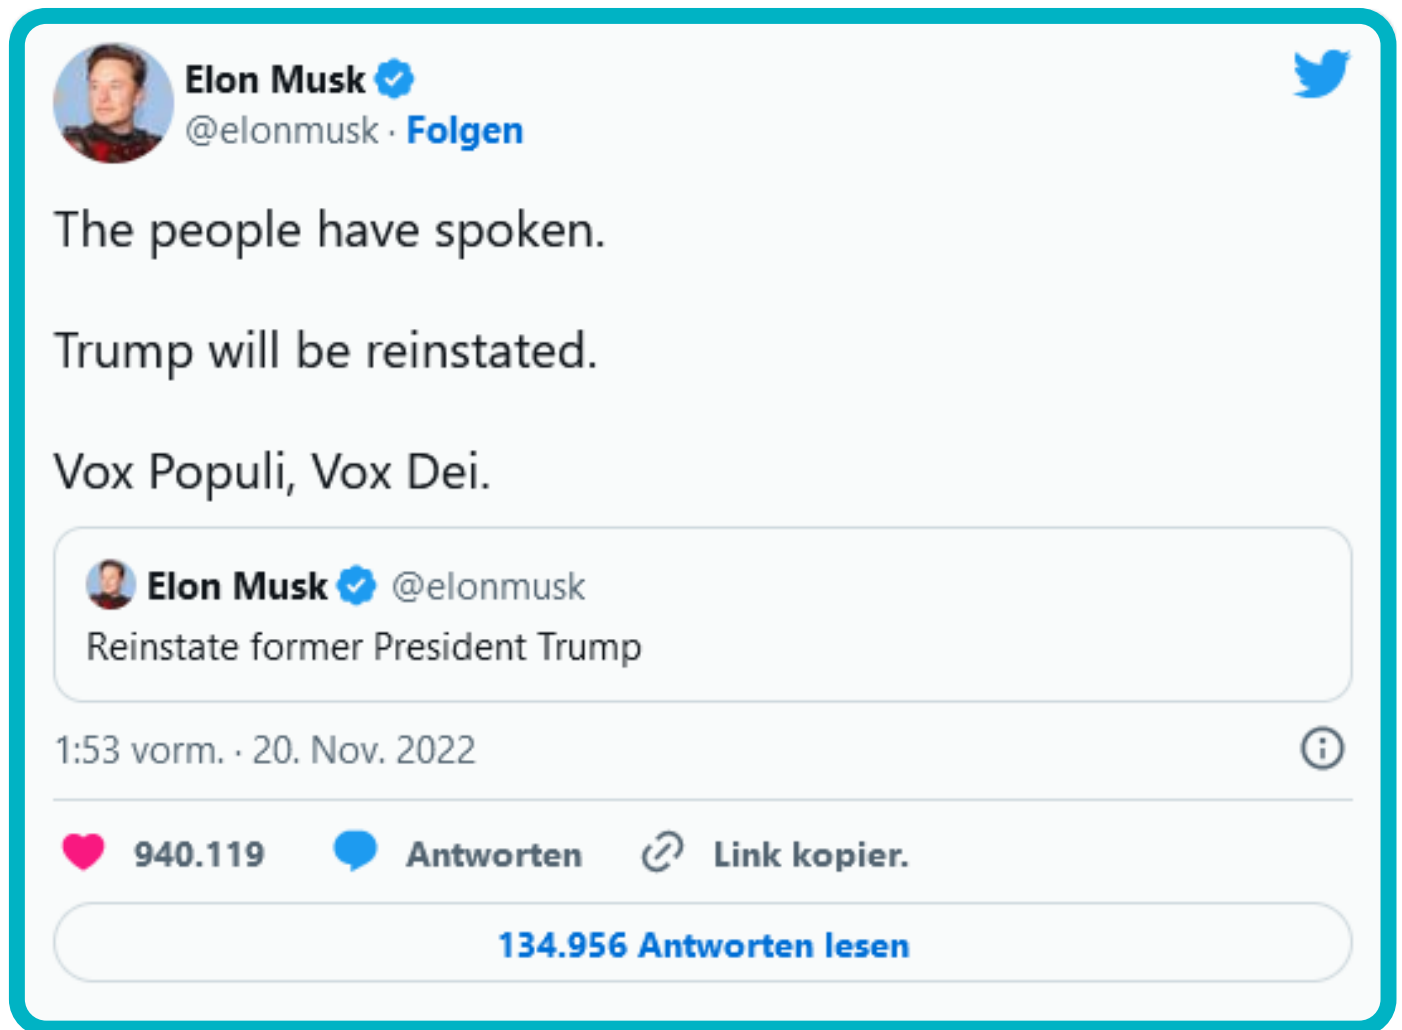 Elon Musk
@elonmusk · Folgen
The people have spoken.
Trump will be reinstated.
Vox Populi, Vox Dei.
Elon Musk @elonmusk
Reinstate former President Trump
1:53 vorm. · 20. Nov. 2022
940.119 Antworten Link kopier.
134.956 Antworten lesen